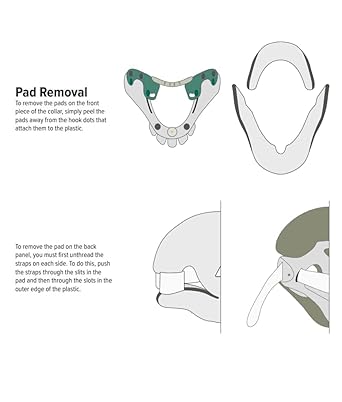 Pad Removal
To remove the pads on the front
piece of the collar, simply peel the
pads away from the hook dots that
attach them to the plastic.
To remove the pad on the back
panel, you must first unthread the
straps on each side. To do this, push
the straps through the slits in the
pad and then through the slots in the
outer edge of the plastic.